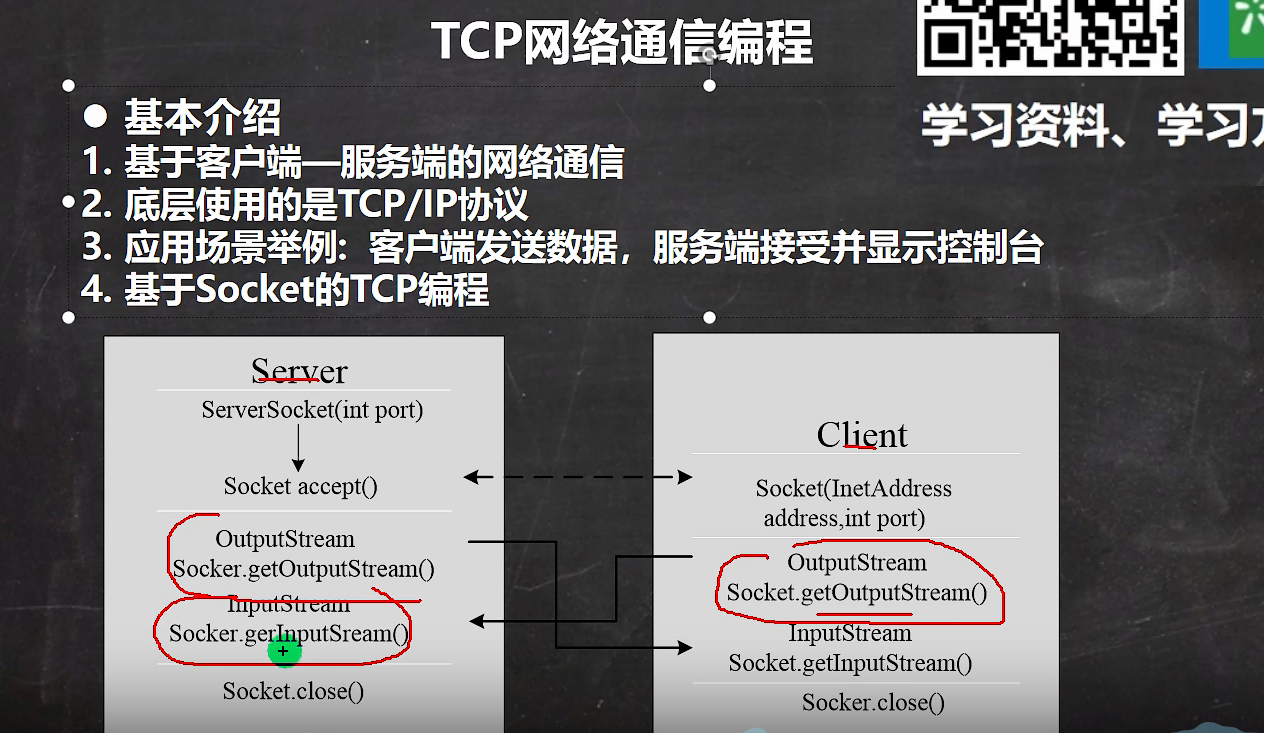 TCP网络通信编程
学习资料、学习
● 基本介绍
1. 基于客户端—服务端的网络通信
2. 底层使用的是TCP/IP协议
3. 应用场景举例: 客户端发送数据，服务端接受并显示控制台
4. 基于Socket的TCP编程
Server
ServerSocket(int port)
Socket accept()
OutputStream
Socker.getOutputStream()
InputStream
Socker.gerInputSream()
Socket.close()
Client
Socket(InetAddress
address,int port)
OutputStream
Socket.getOutputStream()
InputStream
Socket.getInputStream()
Socker.close()